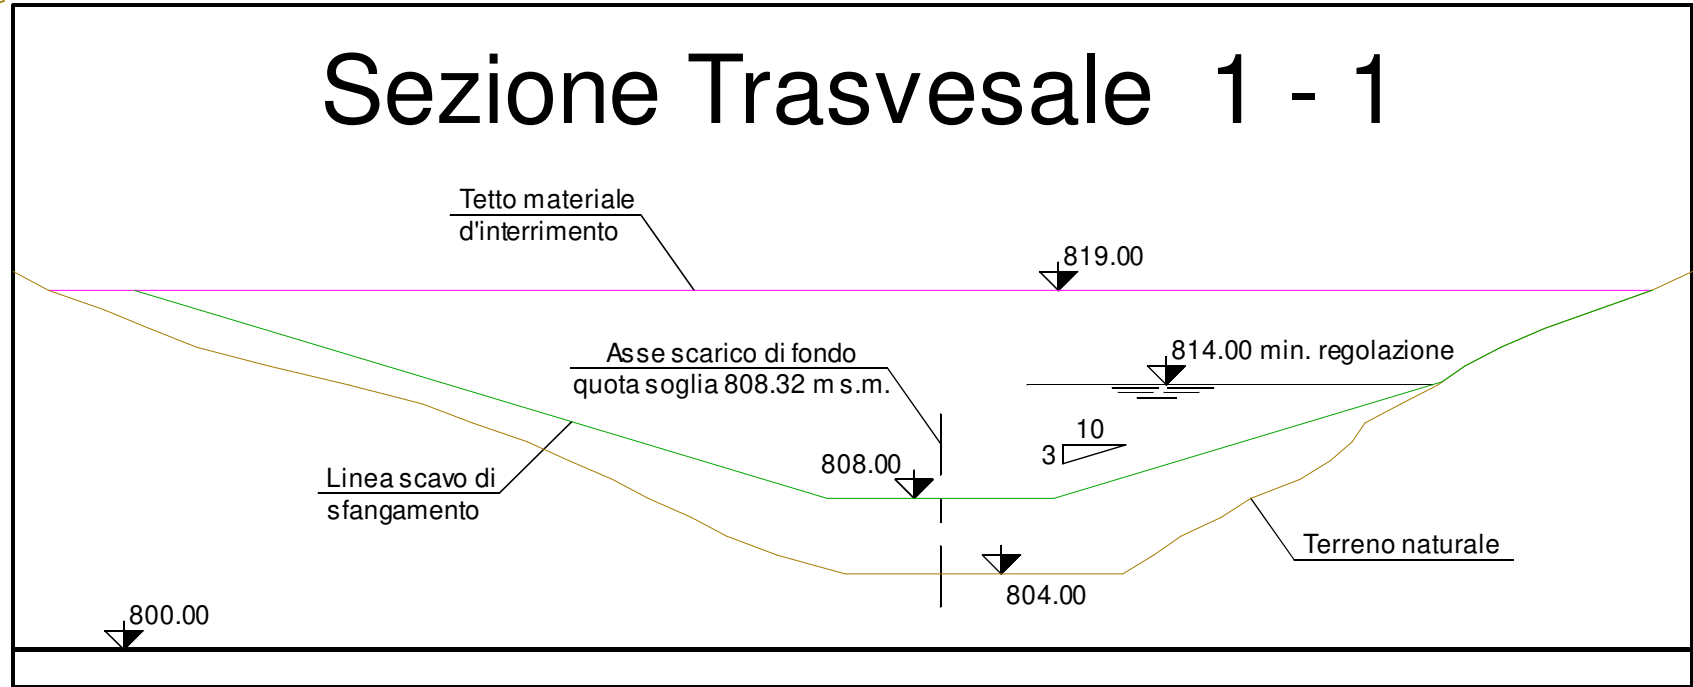 Sezione Trasvesale 1 - 1
Tetto materiale
d'interrimento
819.00
Asse scarico di fondo
quota soglia 808.32 m s.m.
814.00 min. regolazione
10
3
808.00
Linea scavo di
sfangamento
Terreno naturale
804.00
800.00